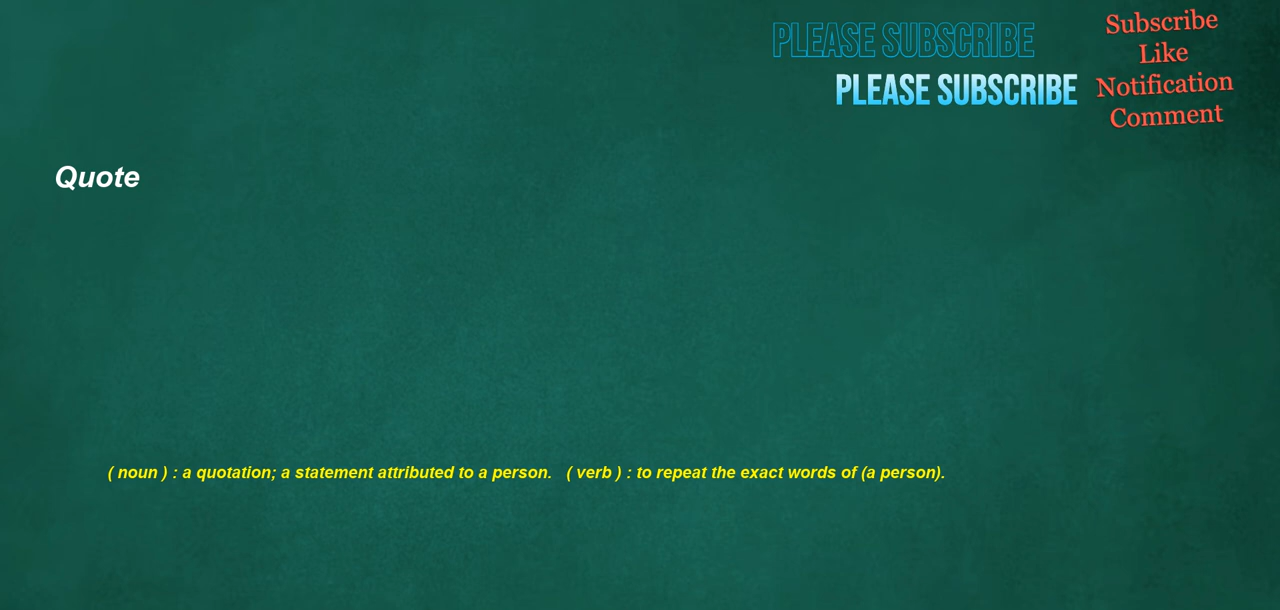 PLEASE SUBSCRIBE
PLEASE SUBSCRIBE
Subscribe
Like
Notification
Comment
Quote
( noun ) : a quotation; a statement attributed to a person. ( verb ) : to repeat the exact words of (a person).